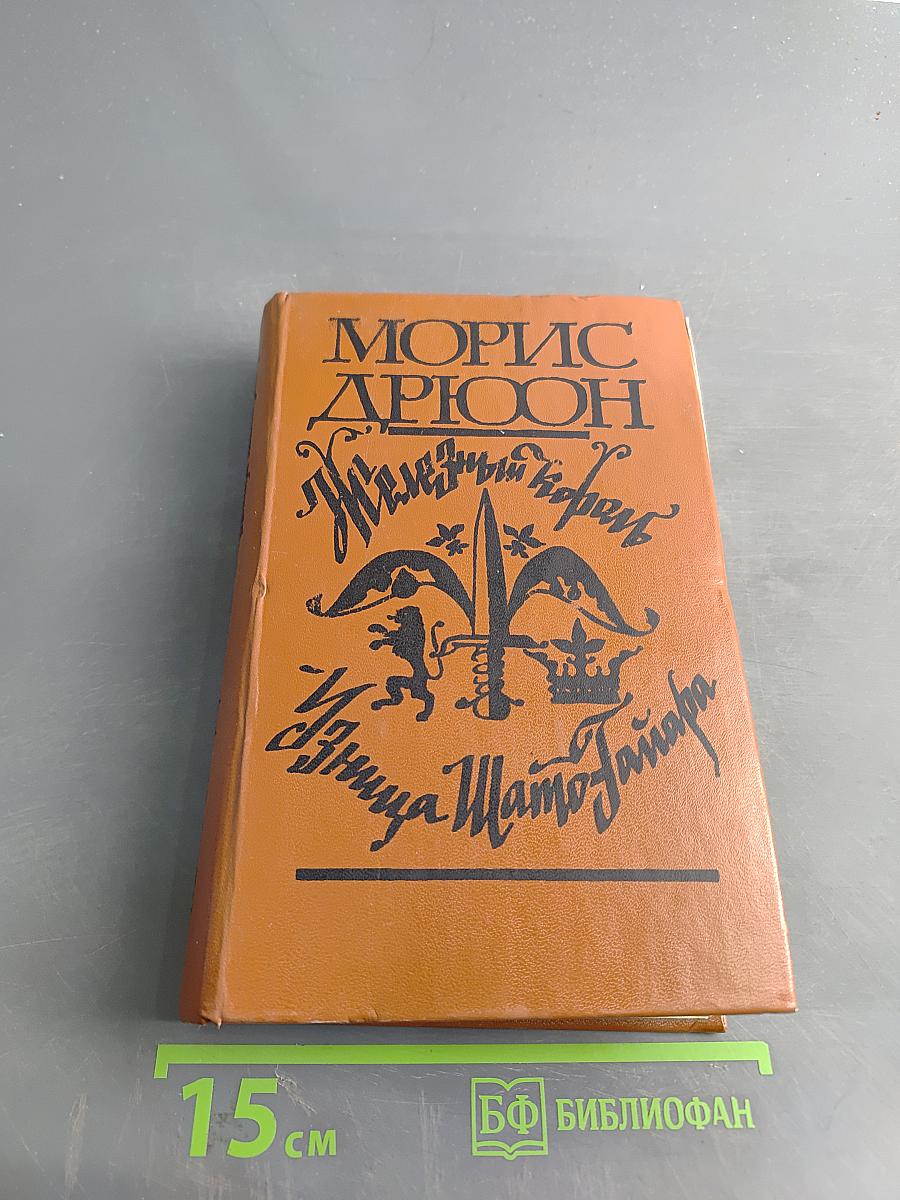 МОРИС
ДРЮОН
Железный король
Узница Шато-Гайара
15 см
БФ БИБЛИОФАН